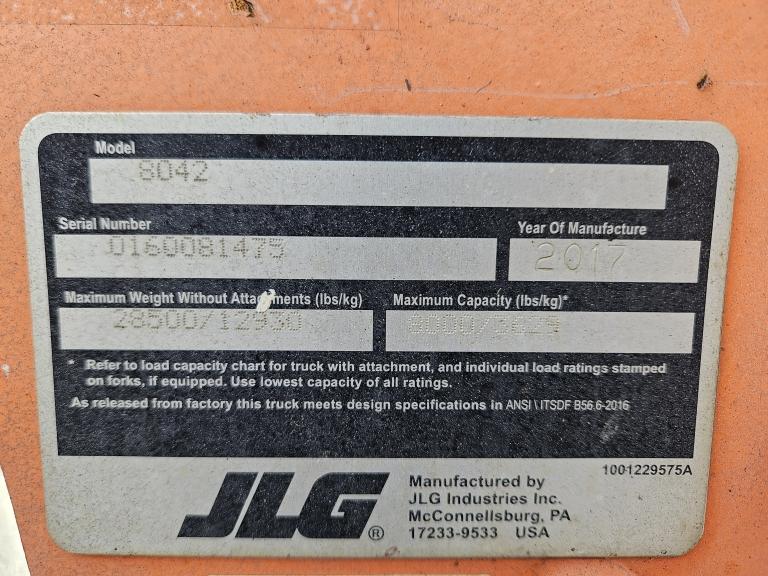 Model
8042
Serial Number
0160081479
Year Of Manufacture
2017
Maximum Weight Without Attachments (lbs/kg)
28500/12930
Maximum Capacity (lbs/kg)*
8000/3629
* Refer to load capacity chart for truck with attachment, and individual load ratings stamped
on forks, if equipped. Use lowest capacity of all ratings.
As released from factory this truck meets design specifications in ANSI \ ITSDF B56.6-2016
1001229575A
JLG®
Manufactured by
JLG Industries Inc.
McConnellsburg, PA
17233-9533 USA